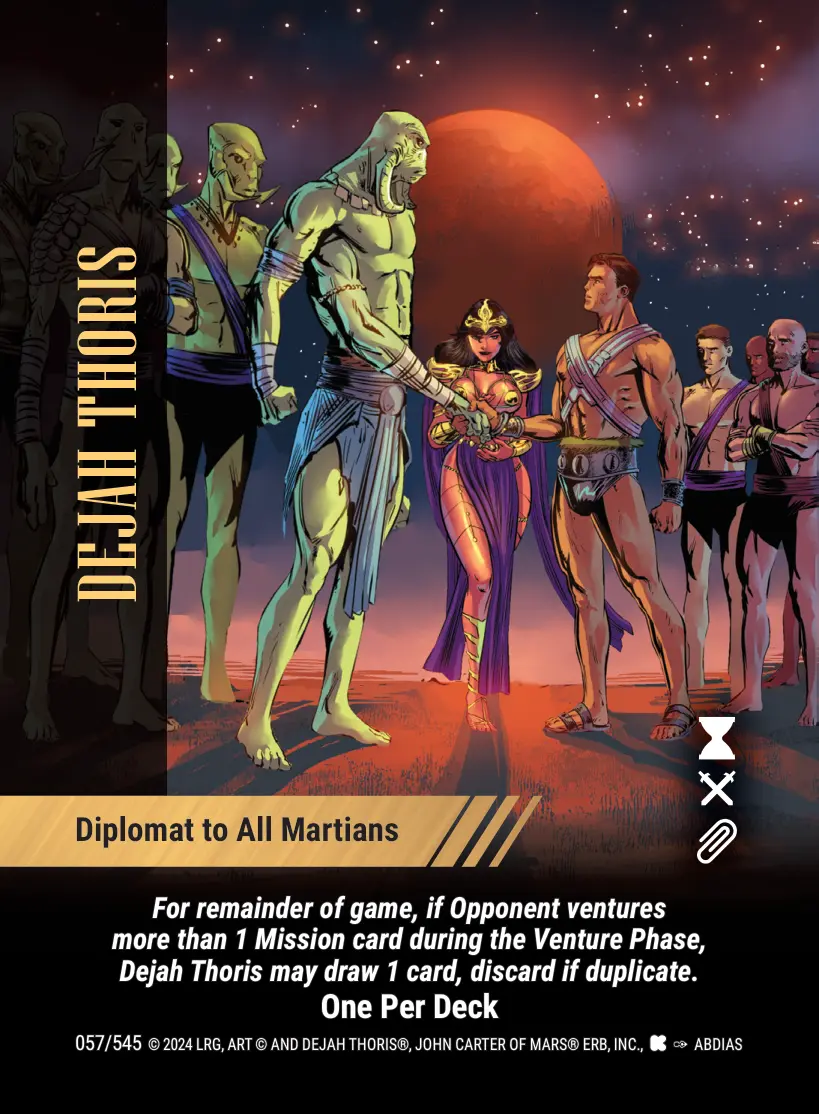 DEJAH THORIS
Diplomat to All Martians
For remainder of game, if Opponent ventures
more than 1 Mission card during the Venture Phase,
Dejah Thoris may draw 1 card, discard if duplicate.
One Per Deck
057/545 © 2024 LRG, ART © AND DEJAH THORIS®, JOHN CARTER OF MARS® ERB, INC., ABDIAS